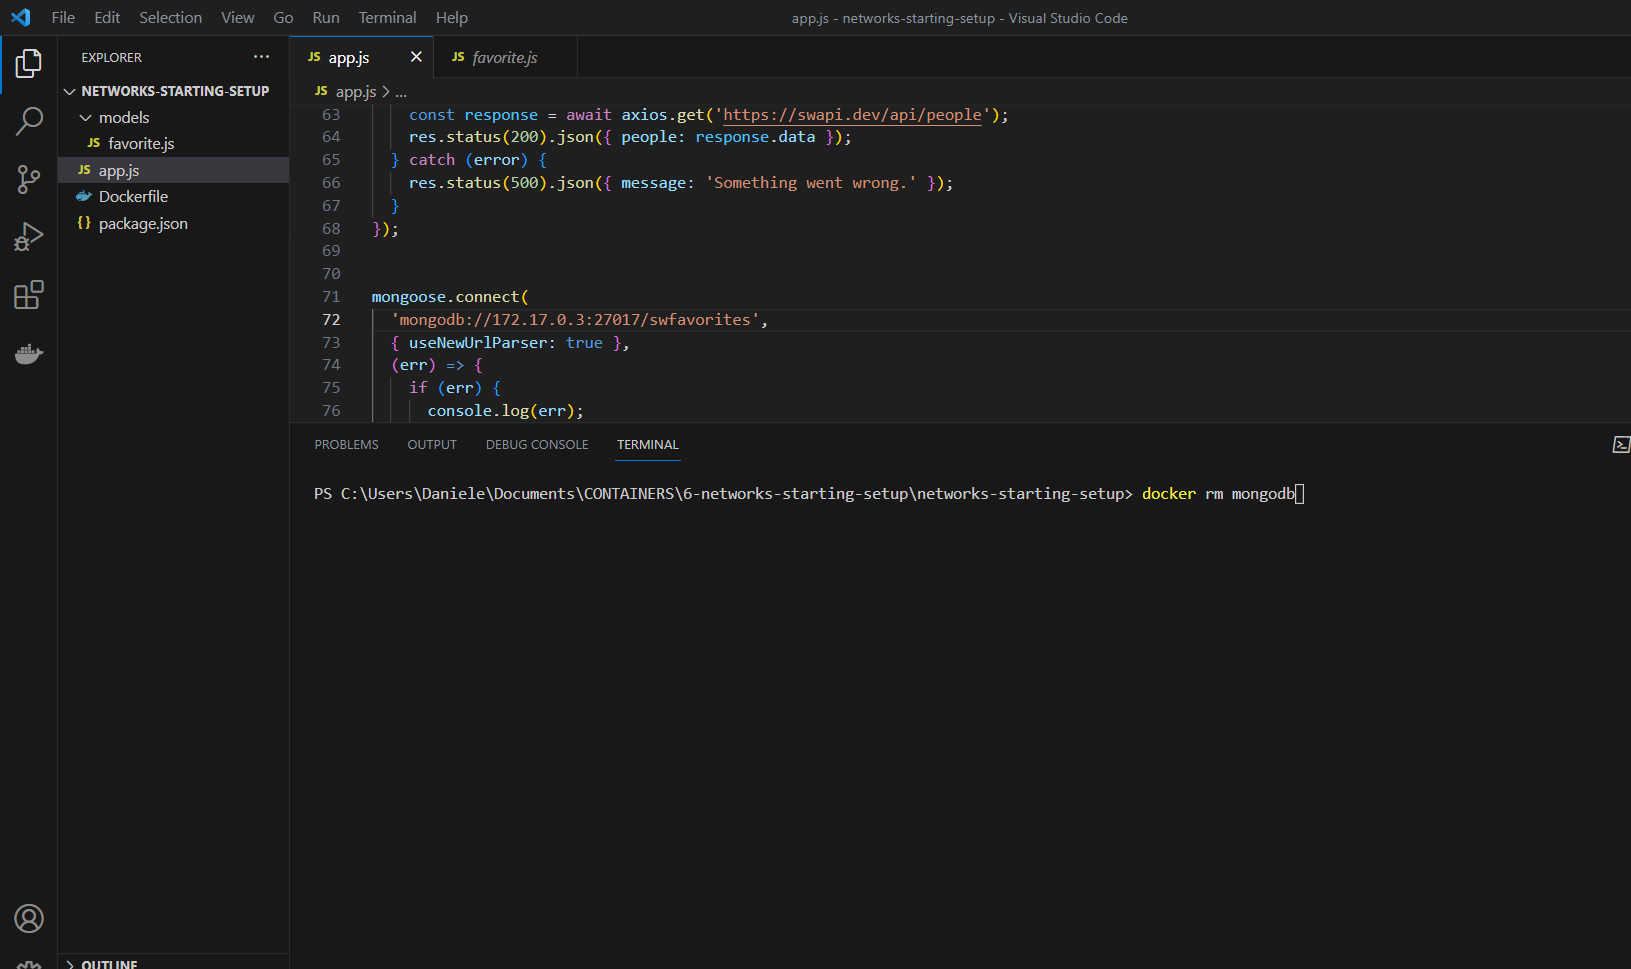 File Edit Selection View Go Run Terminal Help
app.js - networks-starting-setup - Visual Studio Code
EXPLORER ···
NETWORKS-STARTING-SETUP
models
JS favorite.js
JS app.js
Dockerfile
{} package.json
OUTLINE
JS app.js JS favorite.js
JS app.js > ...
63 const response = await axios.get('https://swapi.dev/api/people');
64 res.status(200).json({ people: response.data });
65 } catch (error) {
66 res.status(500).json({ message: 'Something went wrong.' });
67 }
68 });
69
70
71 mongoose.connect(
72 'mongodb://172.17.0.3:27017/swfavorites',
73 { useNewUrlParser: true },
74 (err) => {
75 if (err) {
76 console.log(err);
PROBLEMS OUTPUT DEBUG CONSOLE TERMINAL
PS C:\Users\Daniele\Documents\CONTAINERS\6-networks-starting-setup\networks-starting-setup> docker rm mongodb